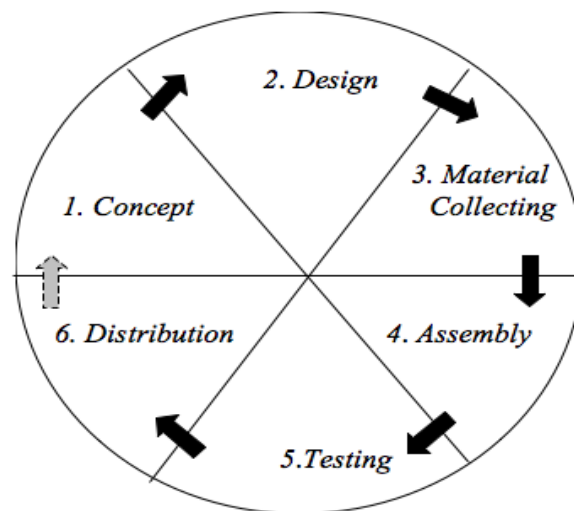 1. Concept
2. Design
3. Material
Collecting
4. Assembly
5.Testing
6. Distribution